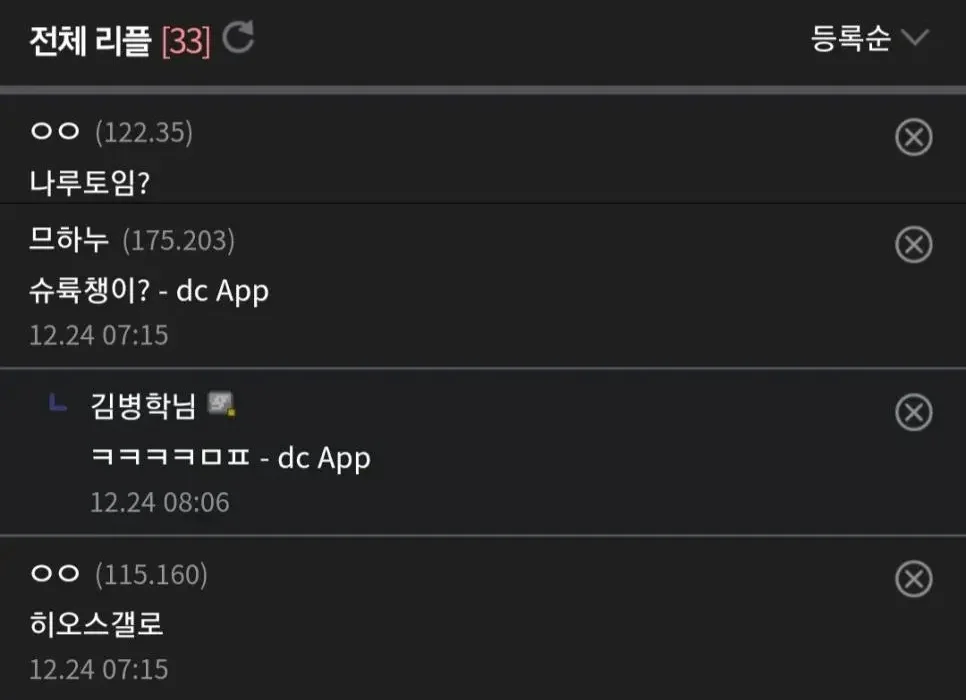 전체 리플 [33]
등록순
ㅇㅇ (122.35)
나루토임?
므하누 (175.203)
슈륙챙이? - dc App
12.24 07:15
김병학님
ㅋㅋㅋㅋㅁㅍ - dc App
12.24 08:06
ㅇㅇ (115.160)
히오스갤로
12.24 07:15